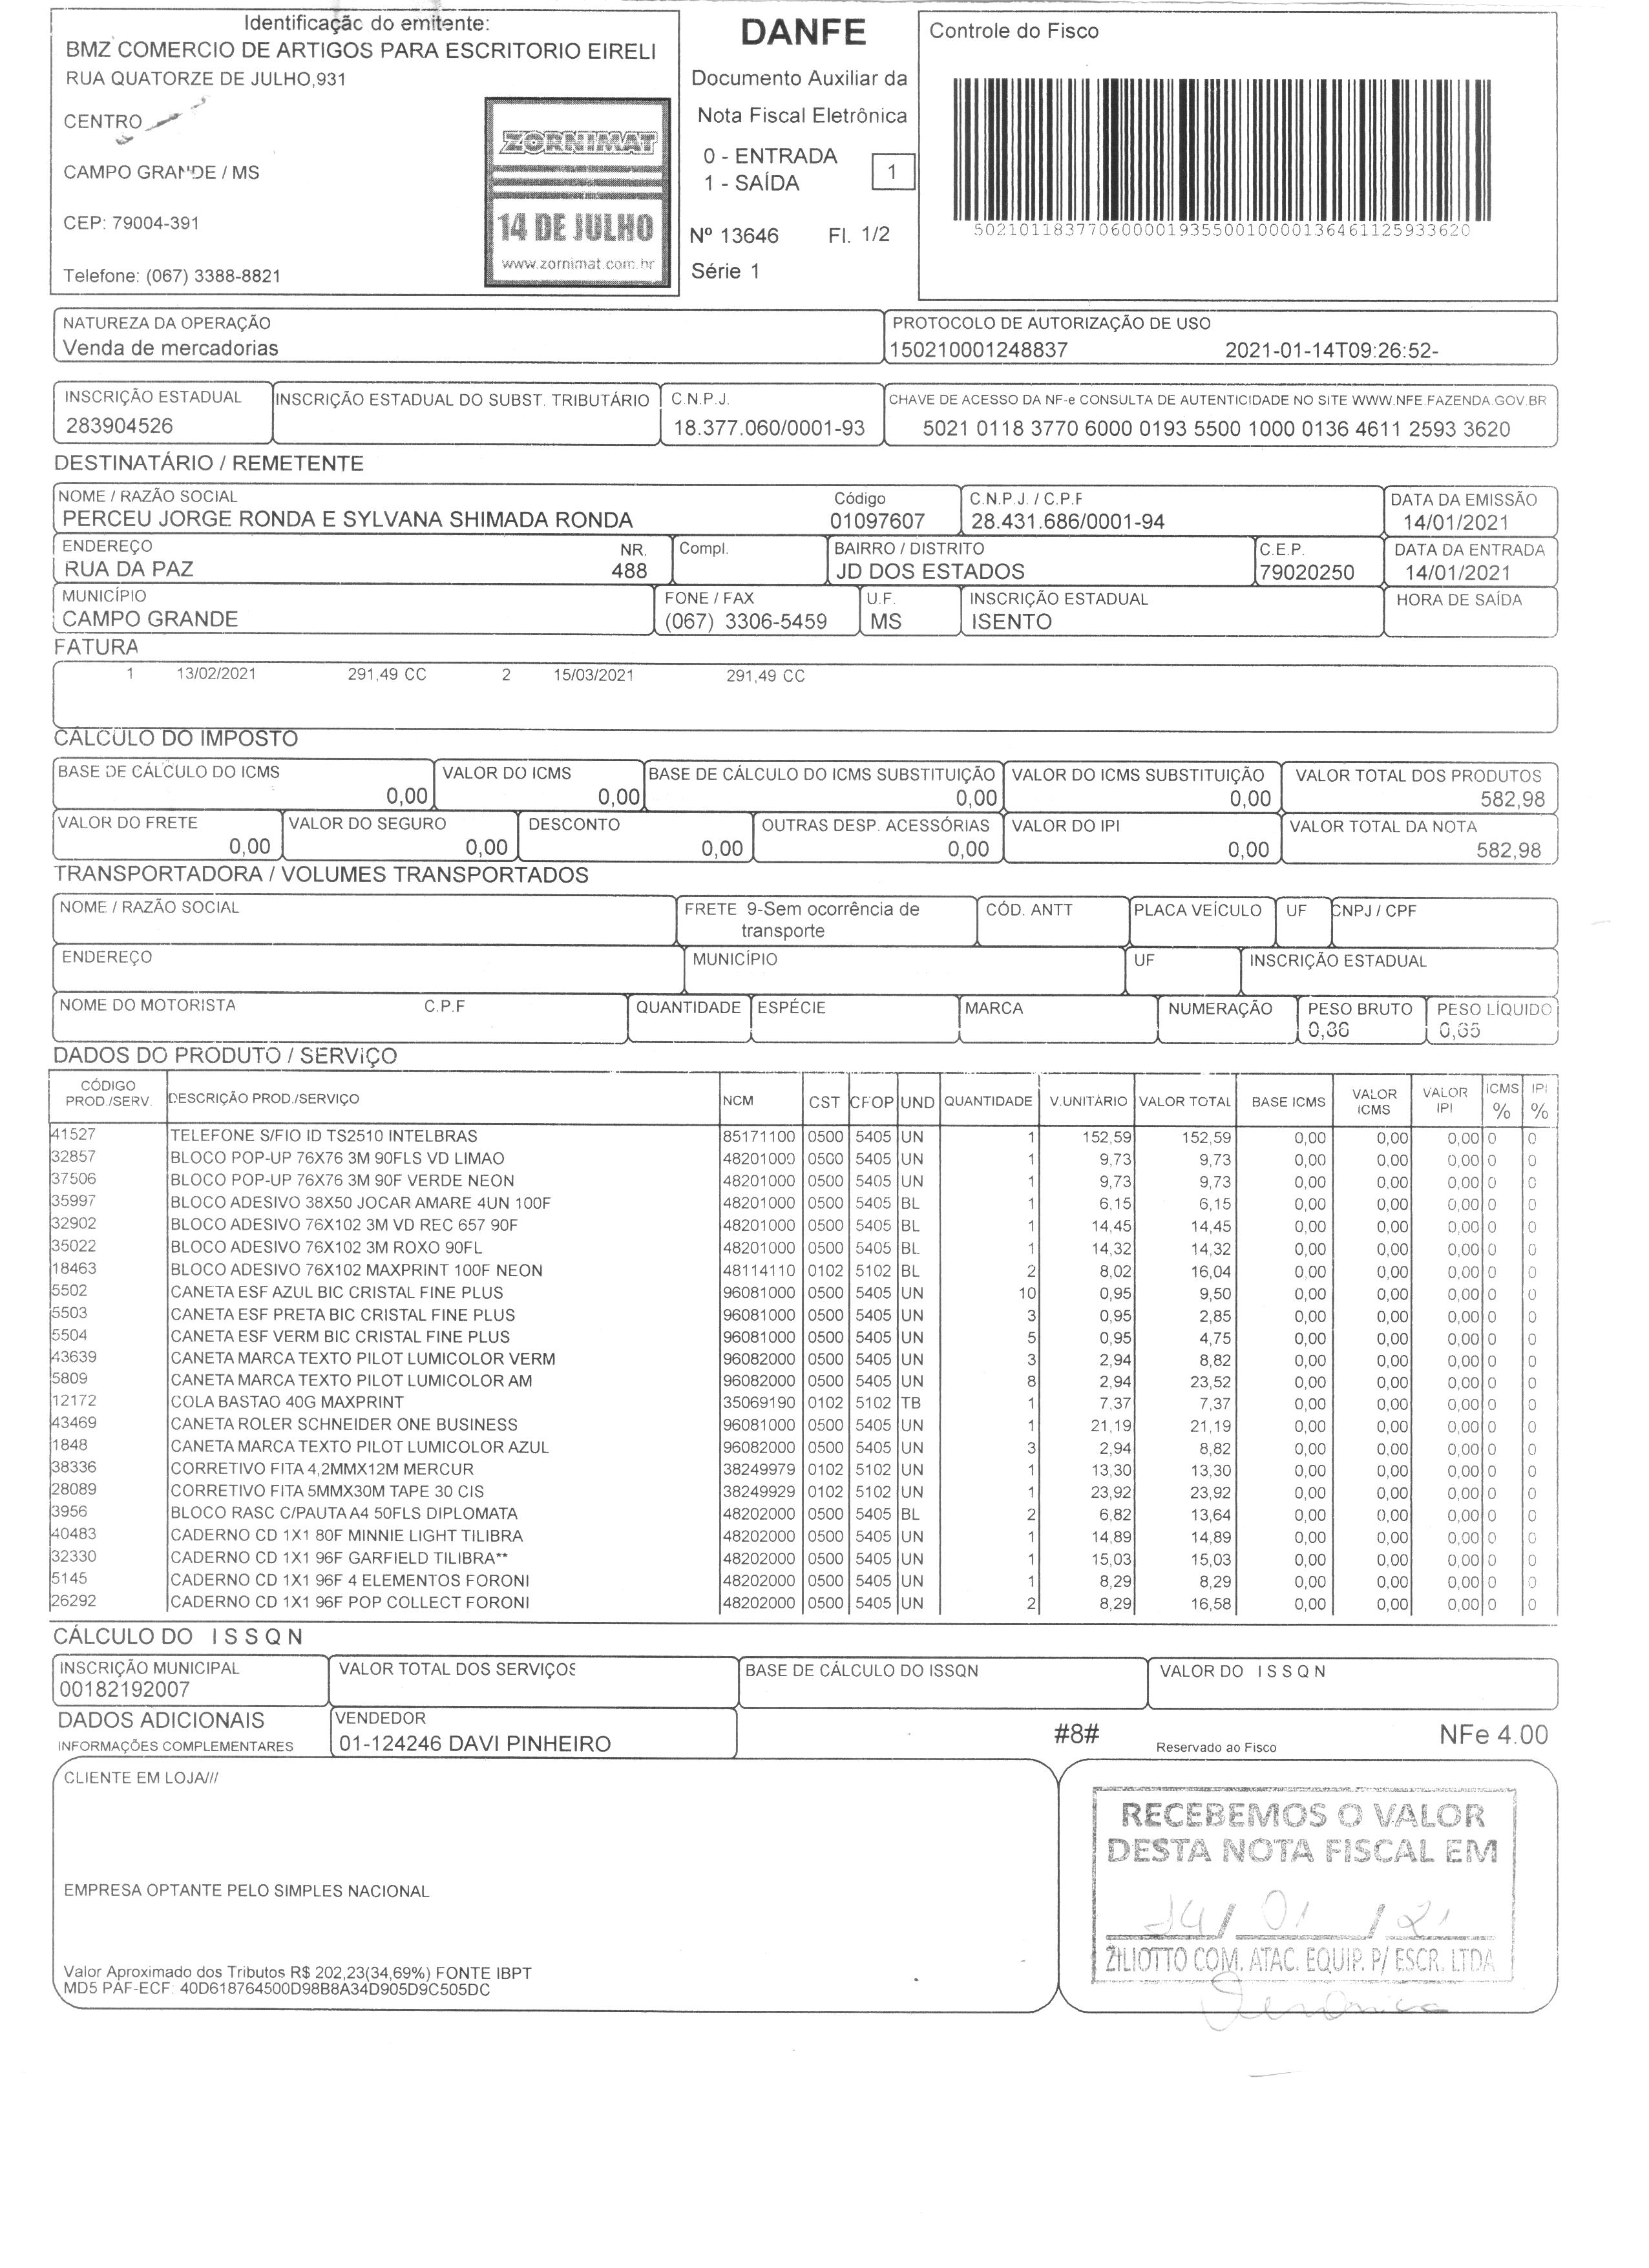 Identificação do emitente:
BMZ COMERCIO DE ARTIGOS PARA ESCRITORIO EIRELI
RUA QUATORZE DE JULHO,931
CENTRO
CAMPO GRANDE / MS
CEP: 79004-391
Telefone: (067) 3388-8821
ZORNIMAT
14 DE JULHO
www.zornimat.com.br
DANFE
Documento Auxiliar da
Nota Fiscal Eletrônica
0 - ENTRADA
1 - SAÍDA
1
Nº 13646 Fl. 1/2
Série 1
Controle do Fisco
50210118377060000193550010000136461125933620
NATUREZA DA OPERAÇÃO
Venda de mercadorias
PROTOCOLO DE AUTORIZAÇÃO DE USO
150210001248837 2021-01-14T09:26:52-
INSCRIÇÃO ESTADUAL
283904526
INSCRIÇÃO ESTADUAL DO SUBST. TRIBUTÁRIO
C.N.P.J.
18.377.060/0001-93
CHAVE DE ACESSO DA NF-e CONSULTA DE AUTENTICIDADE NO SITE WWW.NFE.FAZENDA.GOV.BR
5021 0118 3770 6000 0193 5500 1000 0136 4611 2593 3620
DESTINATÁRIO / REMETENTE
NOME / RAZÃO SOCIAL
PERCEU JORGE RONDA E SYLVANA SHIMADA RONDA
Código
01097607
C.N.P.J. / C.P.F
28.431.686/0001-94
DATA DA EMISSÃO
14/01/2021
ENDEREÇO
RUA DA PAZ
NR.
488
Compl.
BAIRRO / DISTRITO
JD DOS ESTADOS
C.E.P.
79020250
DATA DA ENTRADA
14/01/2021
MUNICÍPIO
CAMPO GRANDE
FONE / FAX
(067) 3306-5459
U.F.
MS
INSCRIÇÃO ESTADUAL
ISENTO
HORA DE SAÍDA
FATURA
1 13/02/2021 291,49 CC 2 15/03/2021 291,49 CC
CALCULO DO IMPOSTO
BASE DE CÁLCULO DO ICMS
0,00
VALOR DO ICMS
0,00
BASE DE CÁLCULO DO ICMS SUBSTITUIÇÃO
0,00
VALOR DO ICMS SUBSTITUIÇÃO
0,00
VALOR TOTAL DOS PRODUTOS
582,98
VALOR DO FRETE
0,00
VALOR DO SEGURO
0,00
DESCONTO
0,00
OUTRAS DESP. ACESSÓRIAS
0,00
VALOR DO IPI
0,00
VALOR TOTAL DA NOTA
582,98
TRANSPORTADORA / VOLUMES TRANSPORTADOS
NOME / RAZÃO SOCIAL
FRETE 9-Sem ocorrência de
transporte
CÓD. ANTT
PLACA VEÍCULO
UF
CNPJ / CPF
ENDEREÇO
MUNICÍPIO
UF
INSCRIÇÃO ESTADUAL
NOME DO MOTORISTA C.P.F
QUANTIDADE
ESPÉCIE
MARCA
NUMERAÇÃO
PESO BRUTO
PESO LÍQUIDO
DADOS DO PRODUTO / SERVIÇO
CÓDIGO PROD./SERV. DESCRIÇÃO PROD./SERVIÇO NCM CST CFOP UND QUANTIDADE V.UNITÁRIO VALOR TOTAL BASE ICMS VALOR ICMS VALOR IPI ICMS % IPI %
41527 TELEFONE S/FIO ID TS2510 INTELBRAS 85171100 0500 5405 UN 1 152,59 152,59 0,00 0,00 0,00 0 0
32857 BLOCO POP-UP 76X76 3M 90FLS VD LIMAO 48201000 0500 5405 UN 1 9,73 9,73 0,00 0,00 0,00 0 0
37506 BLOCO POP-UP 76X76 3M 90F VERDE NEON 48201000 0500 5405 UN 1 9,73 9,73 0,00 0,00 0,00 0 0
35997 BLOCO ADESIVO 38X50 JOCAR AMARE 4UN 100F 48201000 0500 5405 BL 1 6,15 6,15 0,00 0,00 0,00 0 0
32902 BLOCO ADESIVO 76X102 3M VD REC 657 90F 48201000 0500 5405 BL 1 14,45 14,45 0,00 0,00 0,00 0 0
35022 BLOCO ADESIVO 76X102 3M ROXO 90FL 48201000 0500 5405 BL 1 14,32 14,32 0,00 0,00 0,00 0 0
18463 BLOCO ADESIVO 76X102 MAXPRINT 100F NEON 48114110 0102 5102 BL 2 8,02 16,04 0,00 0,00 0,00 0 0
5502 CANETA ESF AZUL BIC CRISTAL FINE PLUS 96081000 0500 5405 UN 10 0,95 9,50 0,00 0,00 0,00 0 0
5503 CANETA ESF PRETA BIC CRISTAL FINE PLUS 96081000 0500 5405 UN 3 0,95 2,85 0,00 0,00 0,00 0 0
5504 CANETA ESF VERM BIC CRISTAL FINE PLUS 96081000 0500 5405 UN 5 0,95 4,75 0,00 0,00 0,00 0 0
43639 CANETA MARCA TEXTO PILOT LUMICOLOR VERM 96082000 0500 5405 UN 3 2,94 8,82 0,00 0,00 0,00 0 0
5809 CANETA MARCA TEXTO PILOT LUMICOLOR AM 96082000 0500 5405 UN 8 2,94 23,52 0,00 0,00 0,00 0 0
12172 COLA BASTAO 40G MAXPRINT 35069190 0102 5102 TB 1 7,37 7,37 0,00 0,00 0,00 0 0
43469 CANETA ROLER SCHNEIDER ONE BUSINESS 96081000 0500 5405 UN 1 21,19 21,19 0,00 0,00 0,00 0 0
1848 CANETA MARCA TEXTO PILOT LUMICOLOR AZUL 96082000 0500 5405 UN 3 2,94 8,82 0,00 0,00 0,00 0 0
38336 CORRETIVO FITA 4,2MMX12M MERCUR 38249979 0102 5102 UN 1 13,30 13,30 0,00 0,00 0,00 0 0
28089 CORRETIVO FITA 5MMX30M TAPE 30 CIS 38249929 0102 5102 UN 1 23,92 23,92 0,00 0,00 0,00 0 0
3956 BLOCO RASC C/PAUTA A4 50FLS DIPLOMATA 48202000 0500 5405 BL 2 6,82 13,64 0,00 0,00 0,00 0 0
40483 CADERNO CD 1X1 80F MINNIE LIGHT TILIBRA 48202000 0500 5405 UN 1 14,89 14,89 0,00 0,00 0,00 0 0
32330 CADERNO CD 1X1 96F GARFIELD TILIBRA** 48202000 0500 5405 UN 1 15,03 15,03 0,00 0,00 0,00 0 0
5145 CADERNO CD 1X1 96F 4 ELEMENTOS FORONI 48202000 0500 5405 UN 1 8,29 8,29 0,00 0,00 0,00 0 0
26292 CADERNO CD 1X1 96F POP COLLECT FORONI 48202000 0500 5405 UN 2 8,29 16,58 0,00 0,00 0,00 0 0
CÁLCULO DO I S S Q N
INSCRIÇÃO MUNICIPAL
00182192007
VALOR TOTAL DOS SERVIÇOS
BASE DE CÁLCULO DO ISSQN
VALOR DO I S S Q N
DADOS ADICIONAIS
INFORMAÇÕES COMPLEMENTARES
VENDEDOR
01-124246 DAVI PINHEIRO
#8#
Reservado ao Fisco
NFe 4.00
CLIENTE EM LOJA///
EMPRESA OPTANTE PELO SIMPLES NACIONAL
Valor Aproximado dos Tributos R$ 202,23(34,69%) FONTE IBPT
MD5 PAF-ECF: 40D618764500D98B8A34D905D9C505DC
RECEBEMOS O VALOR
DESTA NOTA FISCAL EM
/ 01 / 21
ZILIOTTO COM. ATAC. EQUIP. P/ ESCR. LTDA